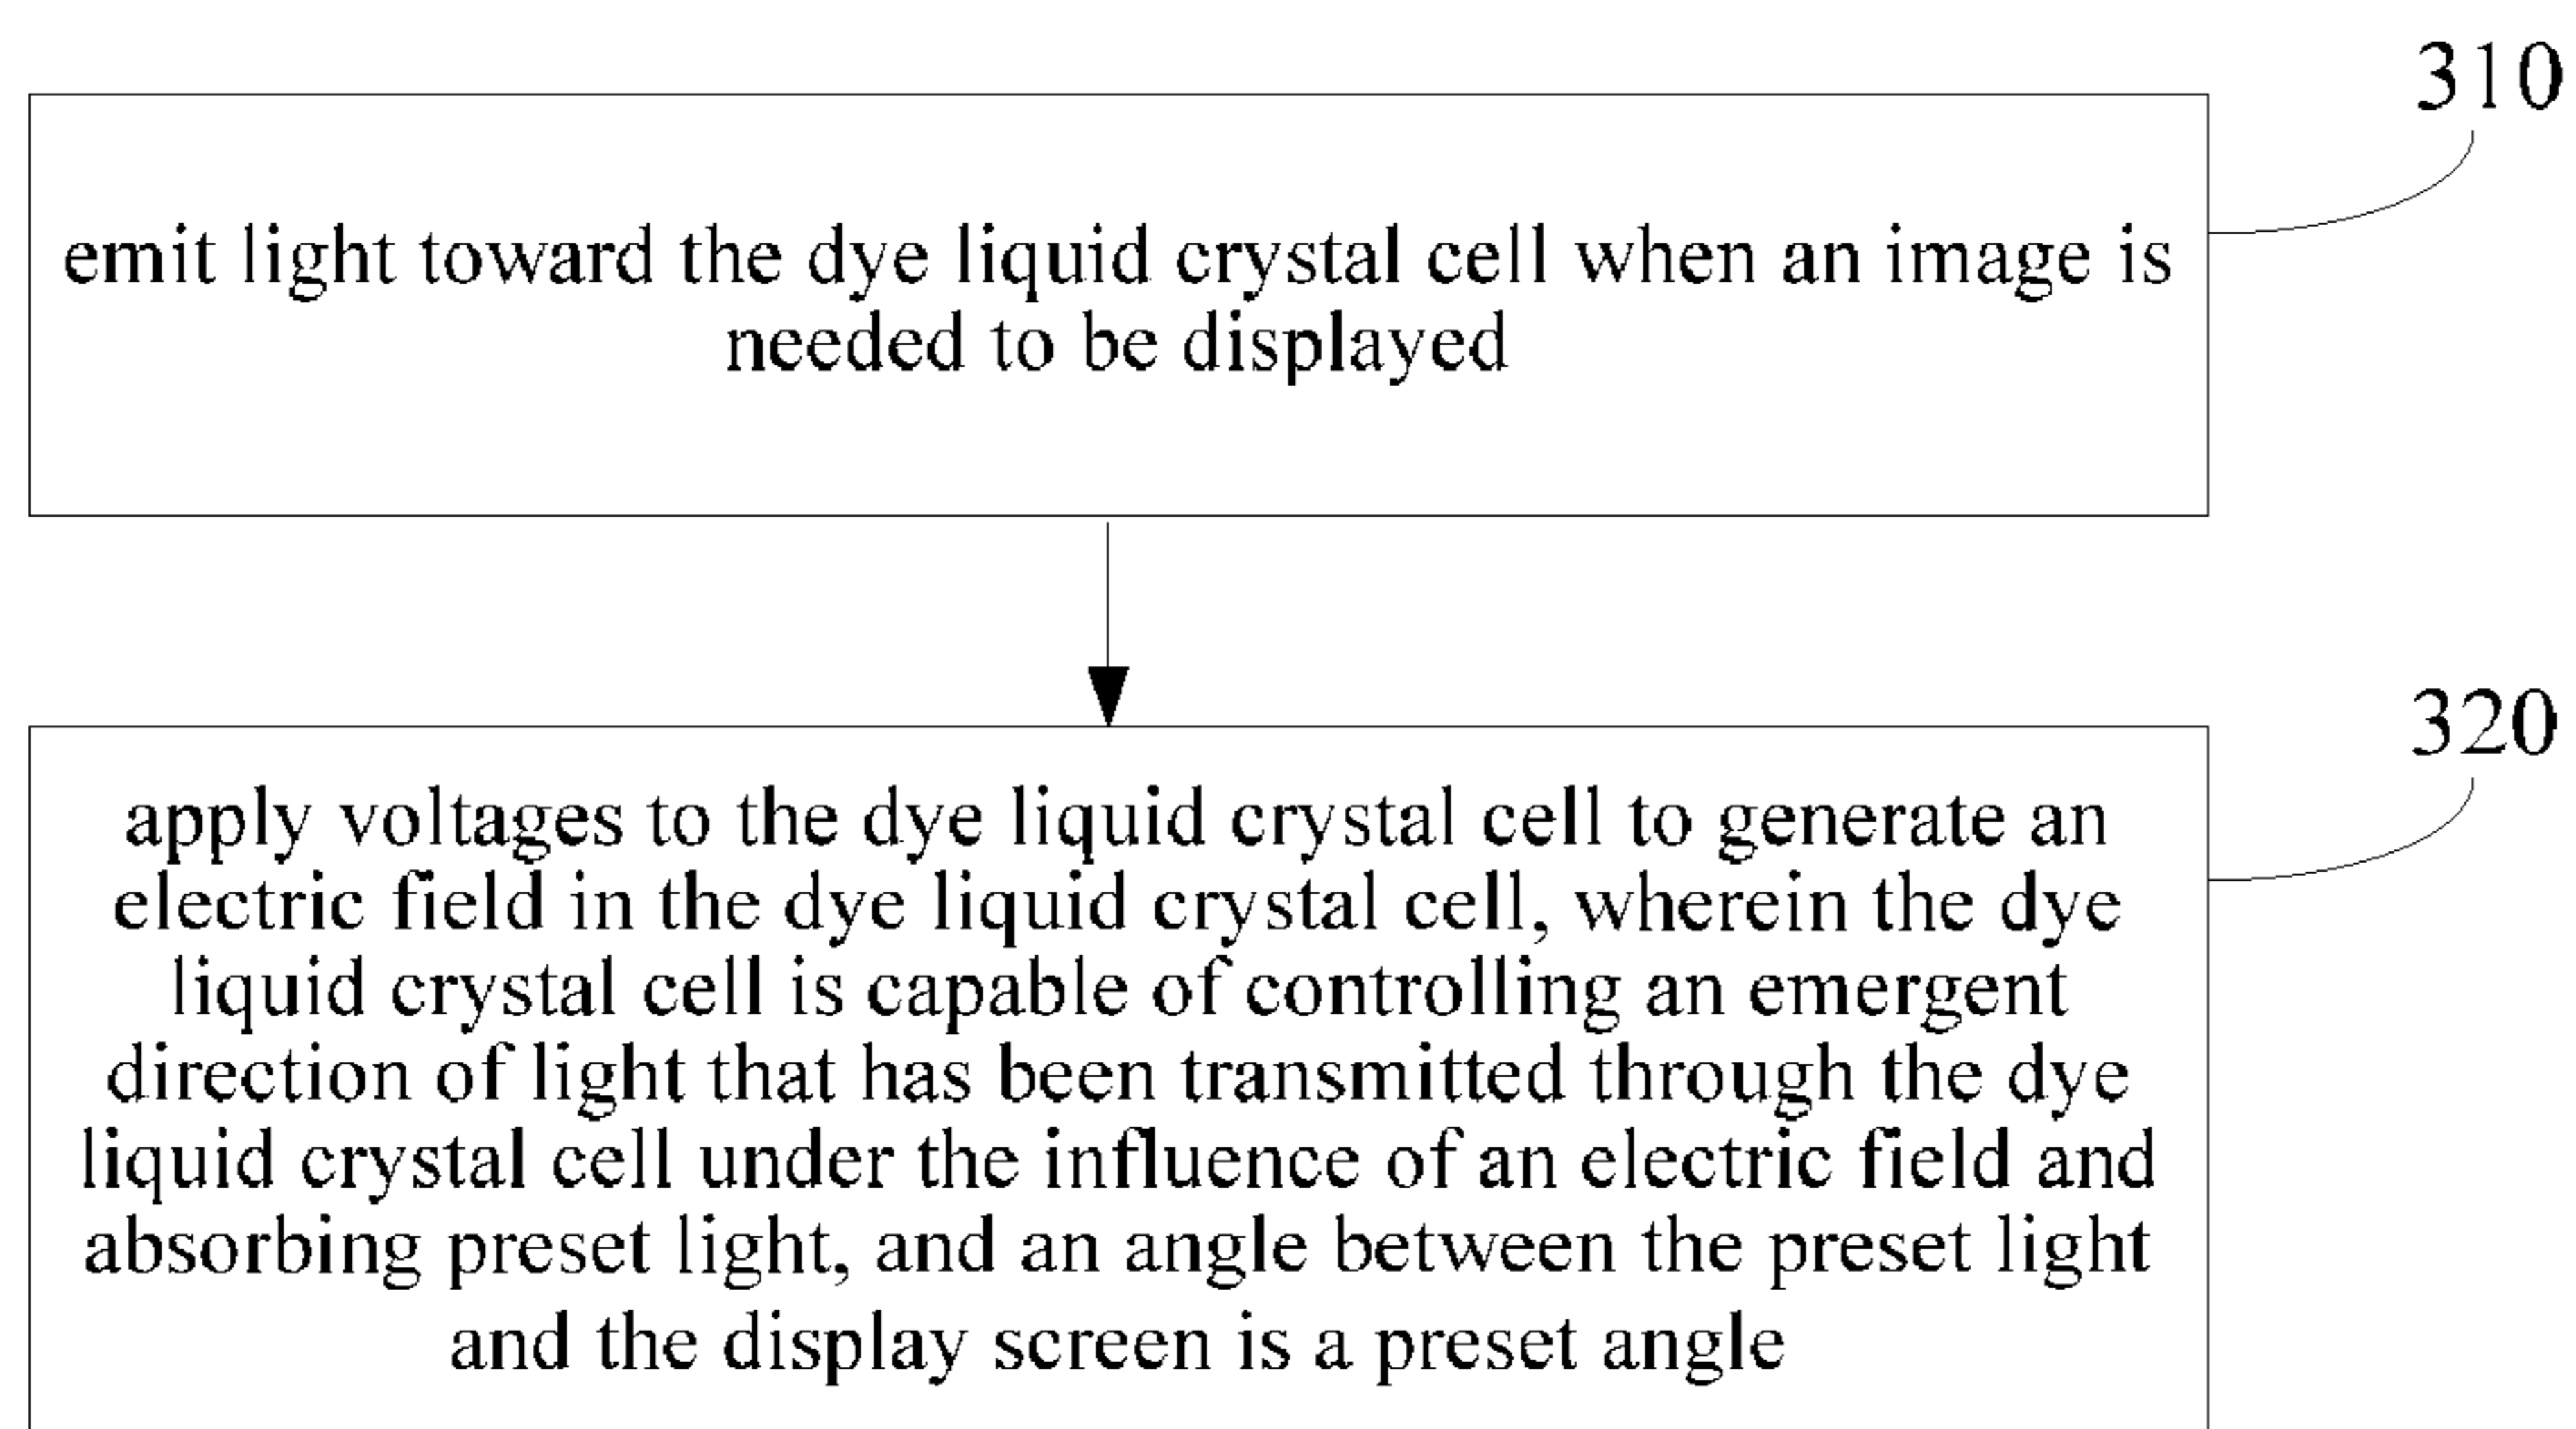 310
emit light toward the dye liquid crystal cell when an image is
needed to be displayed
320
apply voltages to the dye liquid crystal cell to generate an
electric field in the dye liquid crystal cell, wherein the dye
liquid crystal cell is capable of controlling an emergent
direction of light that has been transmitted through the dye
liquid crystal cell under the influence of an electric field and
absorbing preset light, and an angle between the preset light
and the display screen is a preset angle